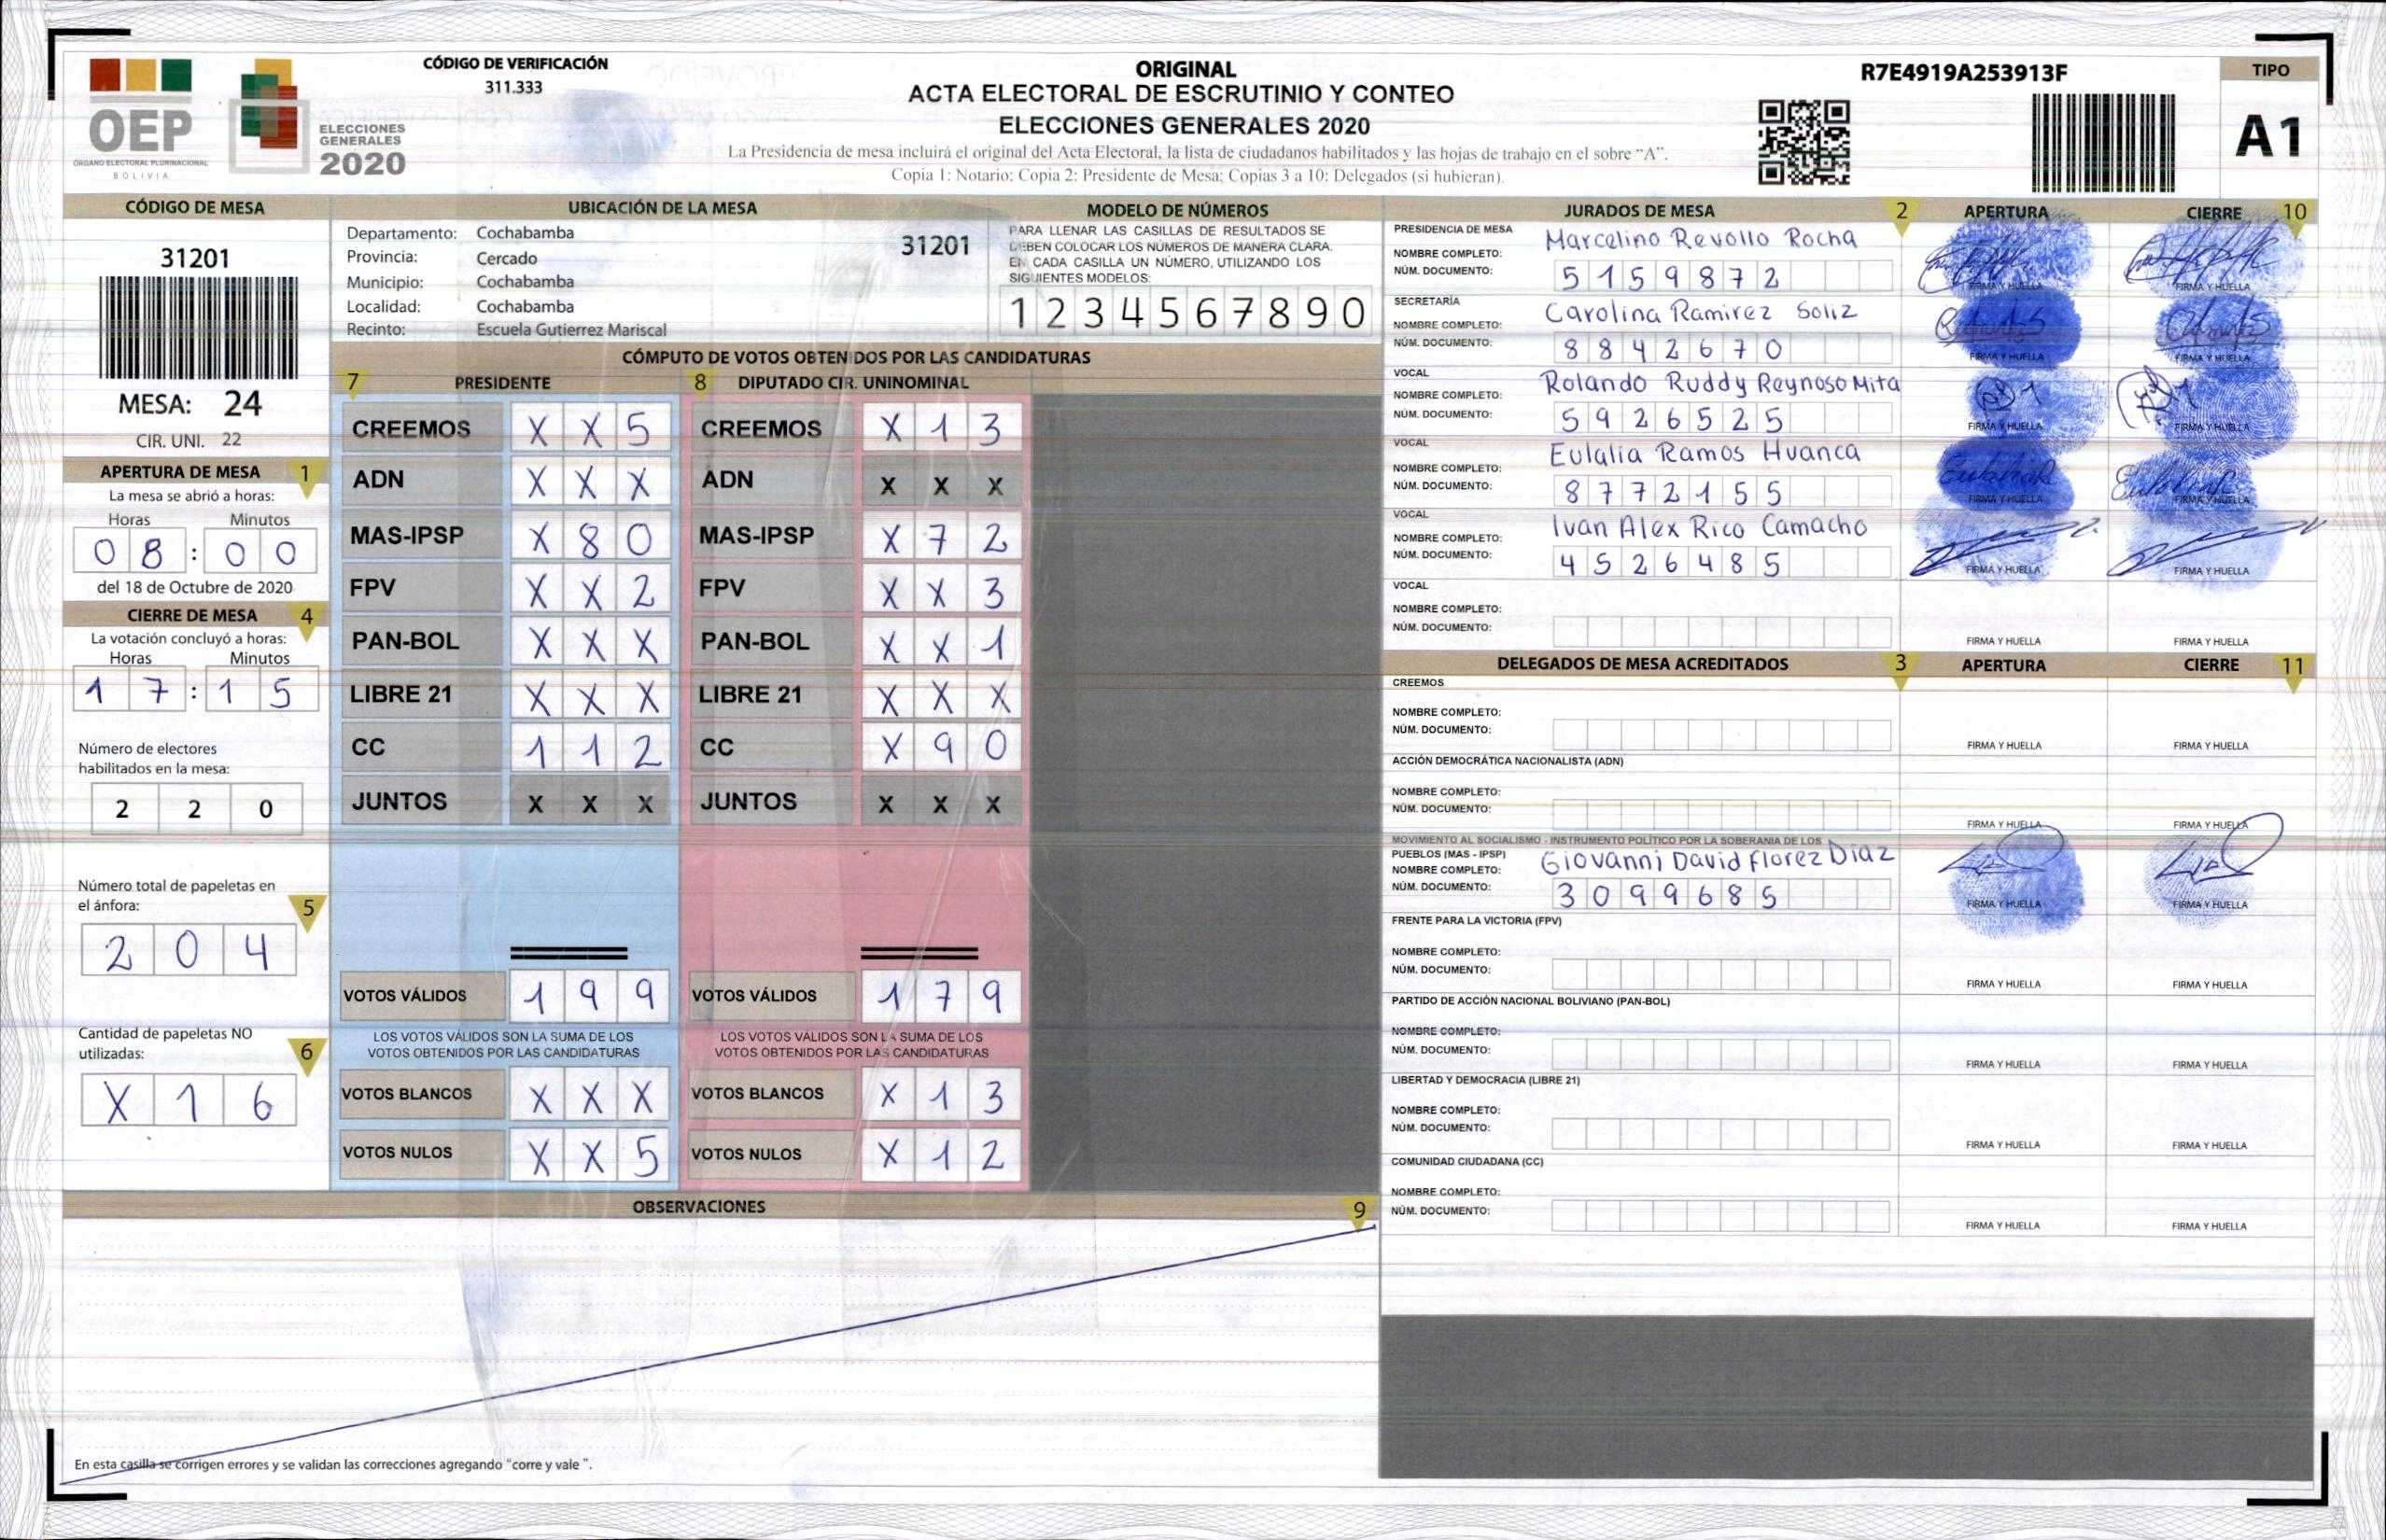 CÓDIGO DE VERIFICACIÓN
311.333
OEP
ÓRGANO ELECTORAL PLURINACIONAL
BOLIVIA
ELECCIONES
GENERALES
2020
ORIGINAL
ACTA ELECTORAL DE ESCRUTINIO Y CONTEO
ELECCIONES GENERALES 2020
La Presidencia de mesa incluirá el original del Acta Electoral, la lista de ciudadanos habilitados y las hojas de trabajo en el sobre "A".
Copia 1: Notario; Copia 2: Presidente de Mesa; Copias 3 a 10: Delegados (si hubieran).
R7E4919A253913F
TIPO
A1
CÓDIGO DE MESA
31201
MESA: 24
CIR. UNI. 22
APERTURA DE MESA 1
La mesa se abrió a horas:
Horas Minutos
0 8 : 0 0
del 18 de Octubre de 2020
CIERRE DE MESA 4
La votación concluyó a horas:
Horas Minutos
1 7 : 1 5
Número de electores
habilitados en la mesa:
2 2 0
Número total de papeletas en
el ánfora: 5
2 0 4
Cantidad de papeletas NO
utilizadas: 6
X 1 6
UBICACIÓN DE LA MESA
Departamento: Cochabamba
31201
Provincia: Cercado
Municipio: Cochabamba
Localidad: Cochabamba
Recinto: Escuela Gutierrez Mariscal
MODELO DE NÚMEROS
PARA LLENAR LAS CASILLAS DE RESULTADOS SE
DEBEN COLOCAR LOS NÚMEROS DE MANERA CLARA.
EN CADA CASILLA UN NÚMERO, UTILIZANDO LOS
SIGUIENTES MODELOS:
1 2 3 4 5 6 7 8 9 0
CÓMPUTO DE VOTOS OBTENIDOS POR LAS CANDIDATURAS
7 PRESIDENTE 8 DIPUTADO CIR. UNINOMINAL
CREEMOS X X 5 CREEMOS X 1 3
ADN X X X ADN X X X
MAS-IPSP X 8 0 MAS-IPSP X 7 2
FPV X X 2 FPV X X 3
PAN-BOL X X X PAN-BOL X X 1
LIBRE 21 X X X LIBRE 21 X X X
CC 1 1 2 CC X 9 0
JUNTOS X X X JUNTOS X X X
VOTOS VÁLIDOS 1 9 9 VOTOS VÁLIDOS 1 7 9
LOS VOTOS VÁLIDOS SON LA SUMA DE LOS LOS VOTOS VÁLIDOS SON LA SUMA DE LOS
VOTOS OBTENIDOS POR LAS CANDIDATURAS VOTOS OBTENIDOS POR LAS CANDIDATURAS
VOTOS BLANCOS X X X VOTOS BLANCOS X 1 3
VOTOS NULOS X X 5 VOTOS NULOS X 1 2
OBSERVACIONES 9
En esta casilla se corrigen errores y se validan las correcciones agregando "corre y vale ".
JURADOS DE MESA 2 APERTURA CIERRE 10
PRESIDENCIA DE MESA
NOMBRE COMPLETO: Marcelino Revollo Rocha
NÚM. DOCUMENTO: 5 1 5 9 8 7 2
FIRMA Y HUELLA FIRMA Y HUELLA
SECRETARÍA
NOMBRE COMPLETO: Carolina Ramirez Soliz
NÚM. DOCUMENTO: 8 8 4 2 6 7 0
FIRMA Y HUELLA FIRMA Y HUELLA
VOCAL
NOMBRE COMPLETO: Rolando Ruddy Reynoso Mita
NÚM. DOCUMENTO: 5 9 2 6 5 2 5
FIRMA Y HUELLA FIRMA Y HUELLA
VOCAL
NOMBRE COMPLETO: Eulalia Ramos Huanca
NÚM. DOCUMENTO: 8 7 7 2 1 5 5
FIRMA Y HUELLA FIRMA Y HUELLA
VOCAL
NOMBRE COMPLETO: Ivan Alex Rico Camacho
NÚM. DOCUMENTO: 4 5 2 6 4 8 5
FIRMA Y HUELLA FIRMA Y HUELLA
VOCAL
NOMBRE COMPLETO:
NÚM. DOCUMENTO:
FIRMA Y HUELLA FIRMA Y HUELLA
DELEGADOS DE MESA ACREDITADOS 3 APERTURA CIERRE 11
CREEMOS
NOMBRE COMPLETO:
NÚM. DOCUMENTO:
FIRMA Y HUELLA FIRMA Y HUELLA
ACCIÓN DEMOCRÁTICA NACIONALISTA (ADN)
NOMBRE COMPLETO:
NÚM. DOCUMENTO:
FIRMA Y HUELLA FIRMA Y HUELLA
MOVIMIENTO AL SOCIALISMO - INSTRUMENTO POLÍTICO POR LA SOBERANIA DE LOS
PUEBLOS (MAS - IPSP)
NOMBRE COMPLETO: Giovanni David Florez Diaz
NÚM. DOCUMENTO: 3 0 9 9 6 8 5
FIRMA Y HUELLA FIRMA Y HUELLA
FRENTE PARA LA VICTORIA (FPV)
NOMBRE COMPLETO:
NÚM. DOCUMENTO:
FIRMA Y HUELLA FIRMA Y HUELLA
PARTIDO DE ACCIÓN NACIONAL BOLIVIANO (PAN-BOL)
NOMBRE COMPLETO:
NÚM. DOCUMENTO:
FIRMA Y HUELLA FIRMA Y HUELLA
LIBERTAD Y DEMOCRACIA (LIBRE 21)
NOMBRE COMPLETO:
NÚM. DOCUMENTO:
FIRMA Y HUELLA FIRMA Y HUELLA
COMUNIDAD CIUDADANA (CC)
NOMBRE COMPLETO:
NÚM. DOCUMENTO:
FIRMA Y HUELLA FIRMA Y HUELLA